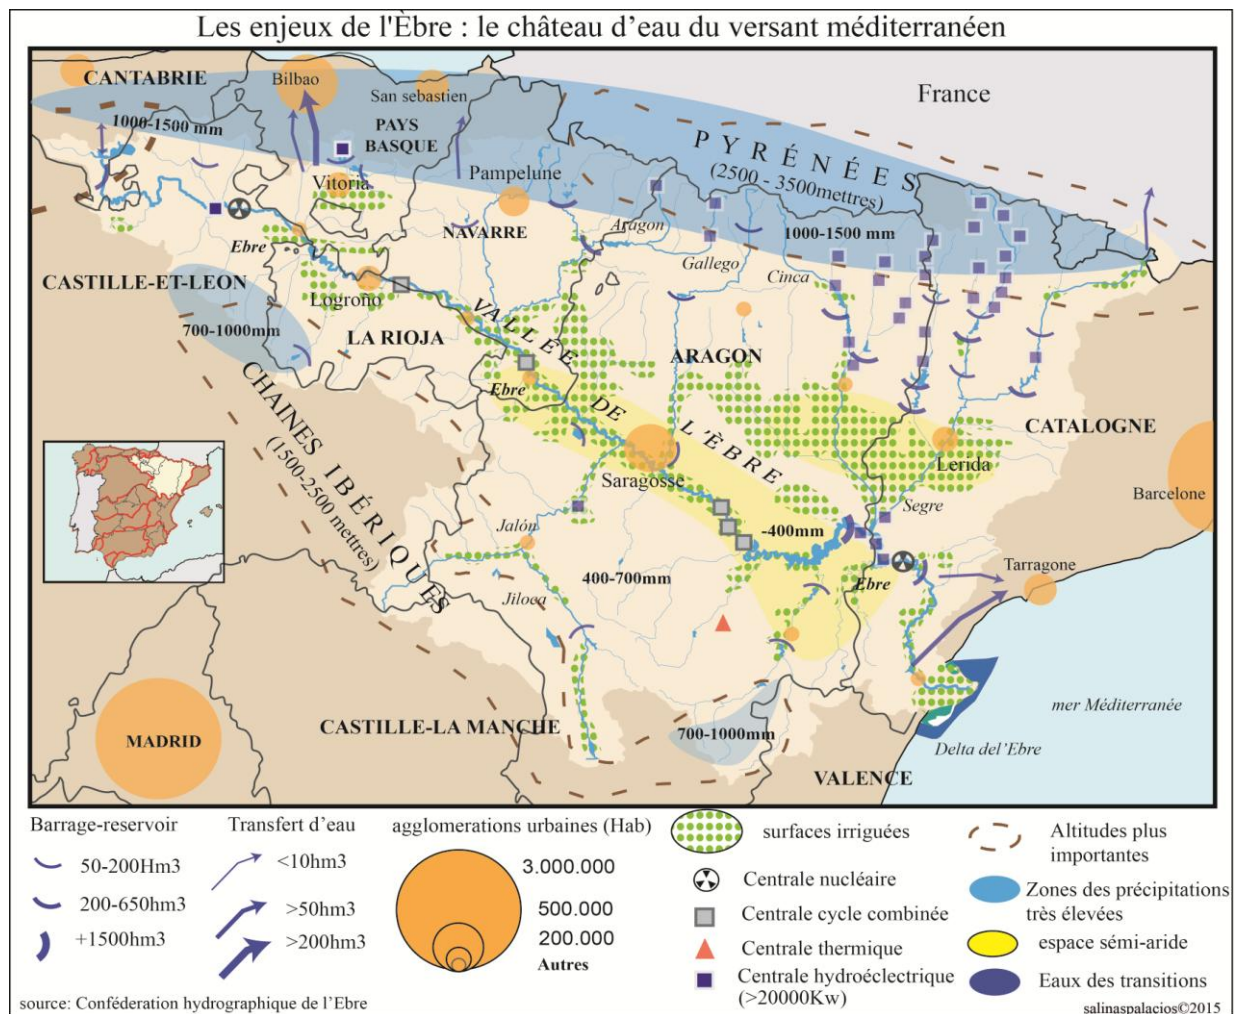 Les enjeux de l'Èbre : le château d'eau du versant méditerranéen
CANTABRIE
Bilbao
San sebastien
France
1000-1500 mm
PAYS
BASQUE
PYRÉNÉES
(2500 - 3500mettres)
Vitoria
Pampelune
Ebre
NAVARRE
Aragon
Gallego
1000-1500 mm
Cinca
CASTILLE-ET-LEON
Logrono
700-1000mm
LA RIOJA
VALLÉE DE L'ÈBRE
ARAGON
Ebre
CHAINES IBÉRIQUES
(1500-2500 mettres)
CATALOGNE
Lerida
Saragosse
Segre
Barcelone
Jalón
-400mm
400-700mm
Jiloca
Ebre
Tarragone
MADRID
CASTILLE-LA MANCHE
700-1000mm
mer Méditerranée
Delta del'Ebre
VALENCE
Barrage-reservoir
50-200Hm3
200-650hm3
+1500hm3
Transfert d'eau
<10hm3
>50hm3
>200hm3
agglomerations urbaines (Hab)
3.000.000
500.000
200.000
Autres
surfaces irriguées
Centrale nucléaire
Centrale cycle combinée
Centrale thermique
Centrale hydroéclectrique
(>20000Kw)
Altitudes plus
importantes
Zones des précipitations
très élevées
espace sémi-aride
Eaux des transitions
source: Conféderation hydrographique de l'Ebre
salinaspalacios©2015